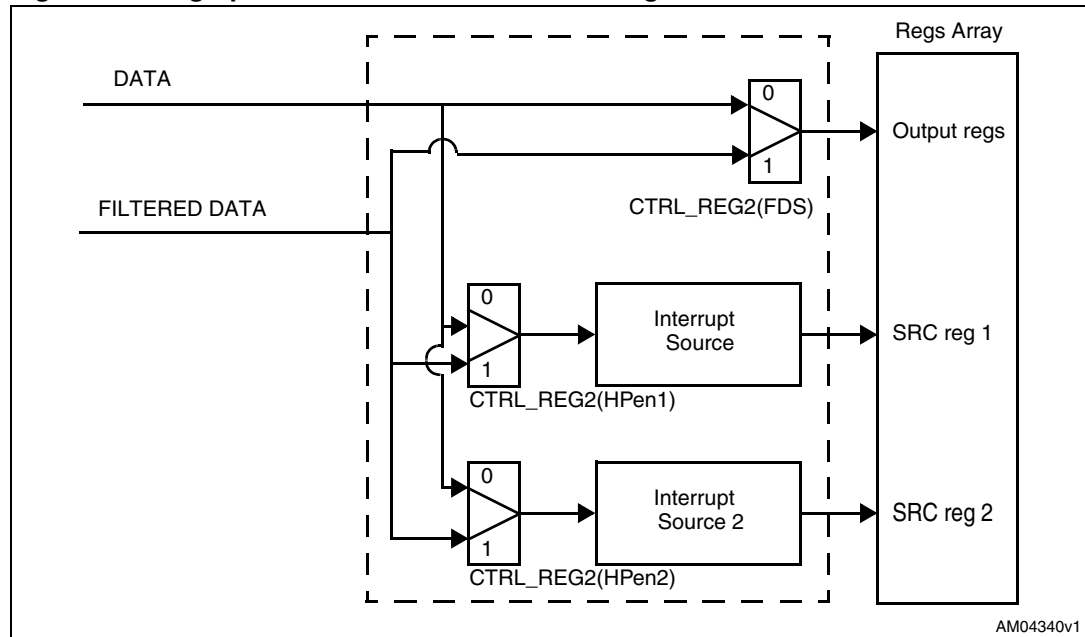 Regs Array
DATA
0
1
Output regs
CTRL_REG2(FDS)
FILTERED DATA
0
1
Interrupt
Source
SRC reg 1
CTRL_REG2(HPen1)
0
1
Interrupt
Source 2
SRC reg 2
CTRL_REG2(HPen2)
AM04340v1